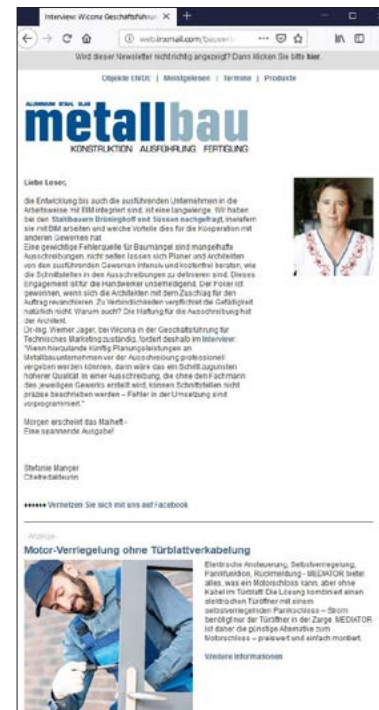 Interview: Wicona Geschäftsführun
web.inxmail.com/bauverl
Wird dieser Newsletter nicht richtig angezeigt? Dann klicken Sie bitte hier.
Objekte | Meistgelesen | Termine | Produkte
ALUMINIUM STAHL GLAS
metallbau
KONSTRUKTION AUSFÜHRUNG FERTIGUNG
Liebe Leser,
die Entwicklung bis auch die ausführenden Unternehmen in die
Arbeitsweise mit BIM integriert sind, ist eine langwierige. Wir haben
bei den Stahlbauern Brüninghoff und Süssen nachgefragt, inwiefern
sie mit BIM arbeiten und welche Vorteile dies für die Kooperation mit
anderen Gewerken hat.
Eine gewichtige Fehlerquelle für Baumängel sind mangelhafte
Ausschreibungen, nicht selten lassen sich Planer und Architekten
von den ausführenden Gewerken intensiv und kostenfrei beraten, wie
die Schnittstellen in den Ausschreibungen zu definieren sind. Dieses
Engagement ist für die Handwerker unbefriedigend. Der Poker ist
gewonnen, wenn sich die Architekten mit dem Zuschlag für den
Auftrag revanchieren. Zu Verbindlichkeiten verpflichtet die Gefälligkeit
natürlich nicht. Warum auch? Die Haftung für die Ausschreibung hat
der Architekt.
Dr.-Ing. Werner Jager, bei Wicona in der Geschäftsführung für
Technisches Marketing zuständig, fordert deshalb im Interview:
"Wenn hierzulande künftig Planungsleistungen an
Metallbauunternehmen vor der Ausschreibung professionell
vergeben werden können, dann wäre das ein Schritt zugunsten
höherer Qualität. In einer Ausschreibung, die ohne den Fachmann
des jeweiligen Gewerks erstellt wird, können Schnittstellen nicht
präzise beschrieben werden – Fehler in der Umsetzung sind
vorprogrammiert."
Morgen erscheint das Maiheft -
Eine spannende Ausgabe!
Stefanie Manger
Chefredakteurin
++++++ Vernetzen Sie sich mit uns auf Facebook
-Anzeige-
Motor-Verriegelung ohne Türblattverkabelung
Elektrische Ansteuerung, Selbstverriegelung,
Panikfunktion, Rückmeldung - MEDIATOR bietet
alles, was ein Motorschloss kann, aber ohne
Kabel im Türblatt! Die Lösung kombiniert einen
elektrischen Türöffner mit einem
selbstverriegelnden Panikschloss – Strom
benötigt nur der Türöffner in der Zarge. MEDIATOR
ist daher die günstige Alternative zum
Motorschloss – preiswert und einfach montiert.
Weitere Informationen